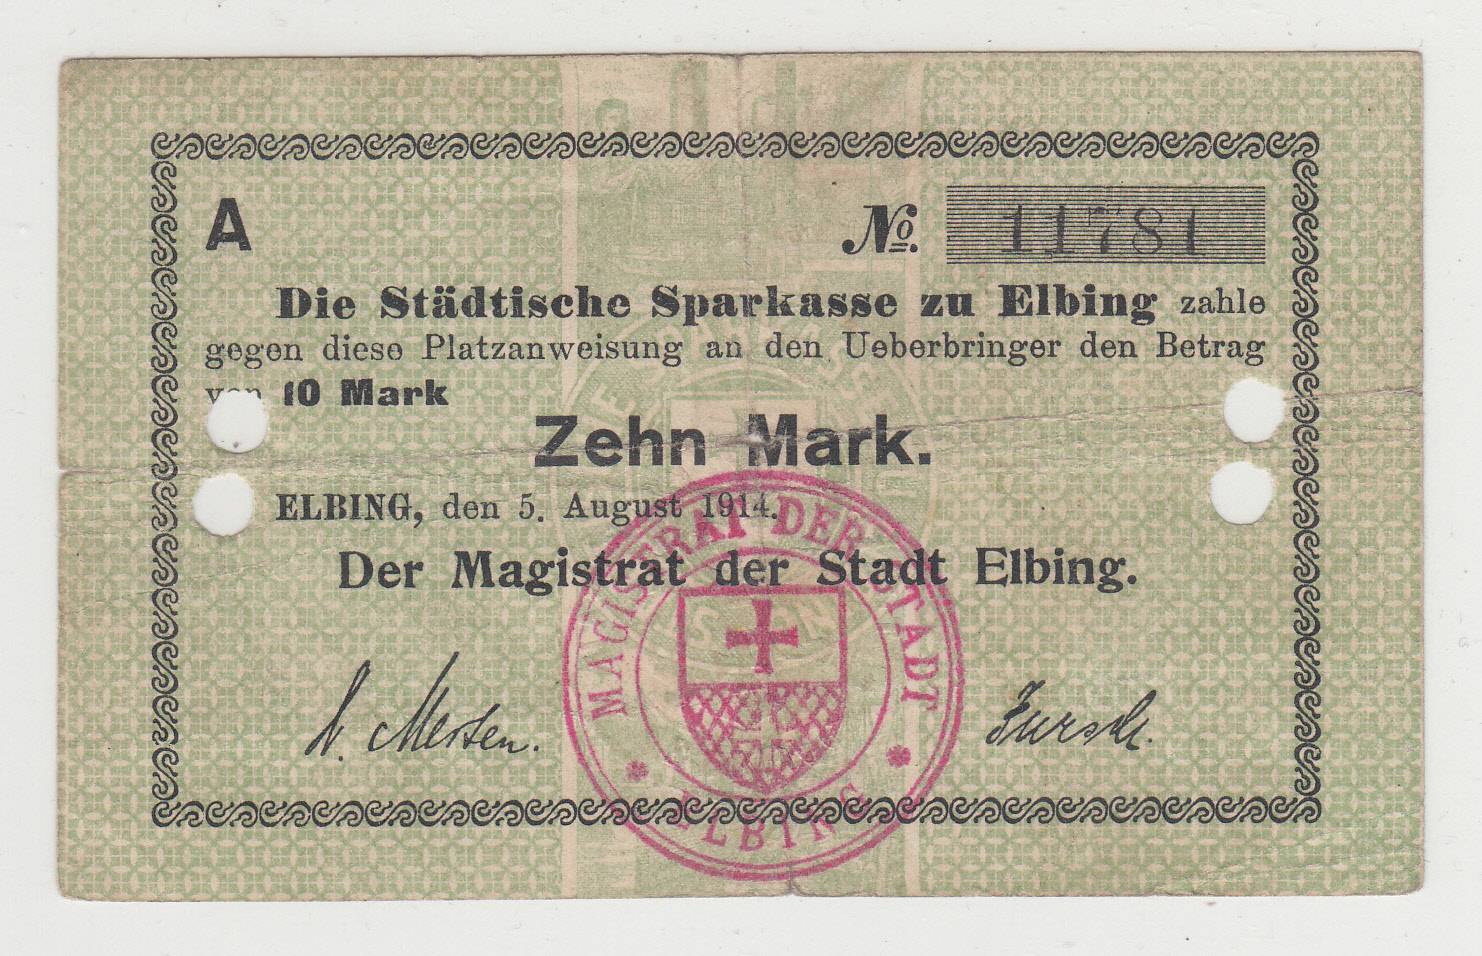 A
No. 11781
Die Städtische Sparkasse zu Elbing zahle
gegen diese Platzanweisung an den Ueberbringer den Betrag
von 10 Mark
Zehn Mark.
ELBING, den 5. August 1914.
Der Magistrat der Stadt Elbing.
MAGISTRAT DER STADT
ELBING